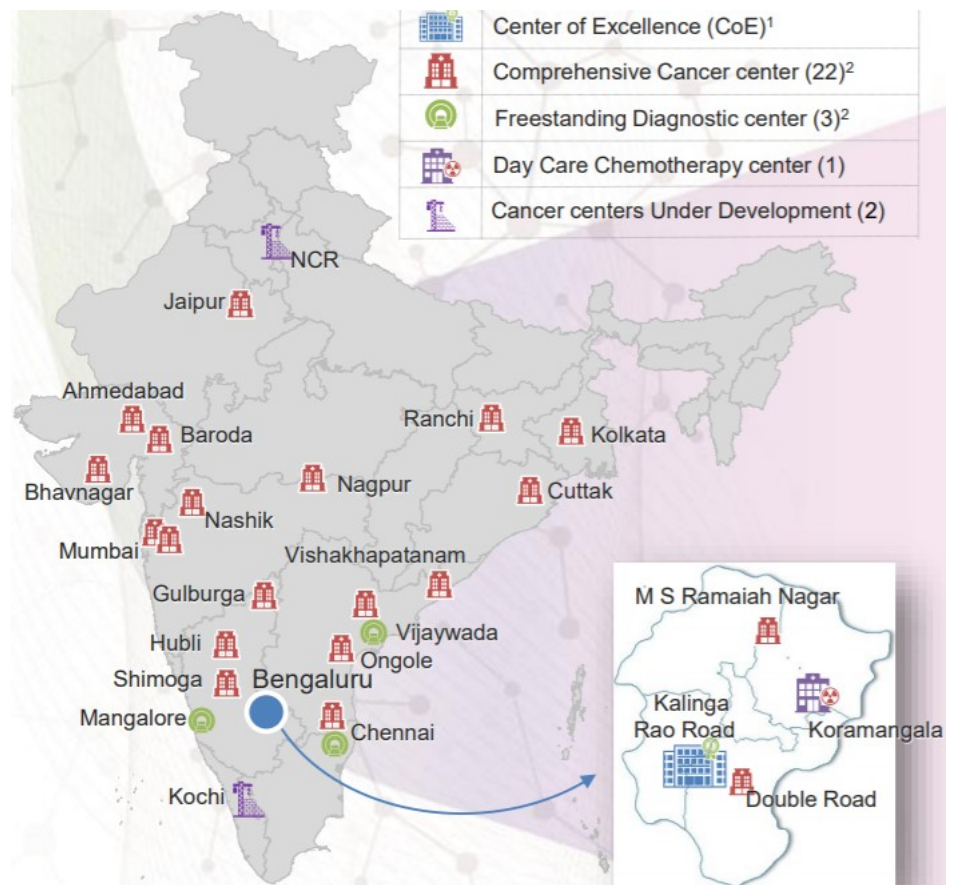 Center of Excellence (CoE)¹
Comprehensive Cancer center (22)²
Freestanding Diagnostic center (3)²
Day Care Chemotherapy center (1)
Cancer centers Under Development (2)
NCR
Jaipur
Ahmedabad
Baroda
Bhavnagar
Ranchi
Kolkata
Nagpur
Cuttak
Nashik
Mumbai
Vishakhapatanam
Gulburga
Hubli
Vijaywada
Ongole
Shimoga
Bengaluru
Mangalore
Chennai
Kochi
M S Ramaiah Nagar
Kalinga
Rao Road
Koramangala
Double Road